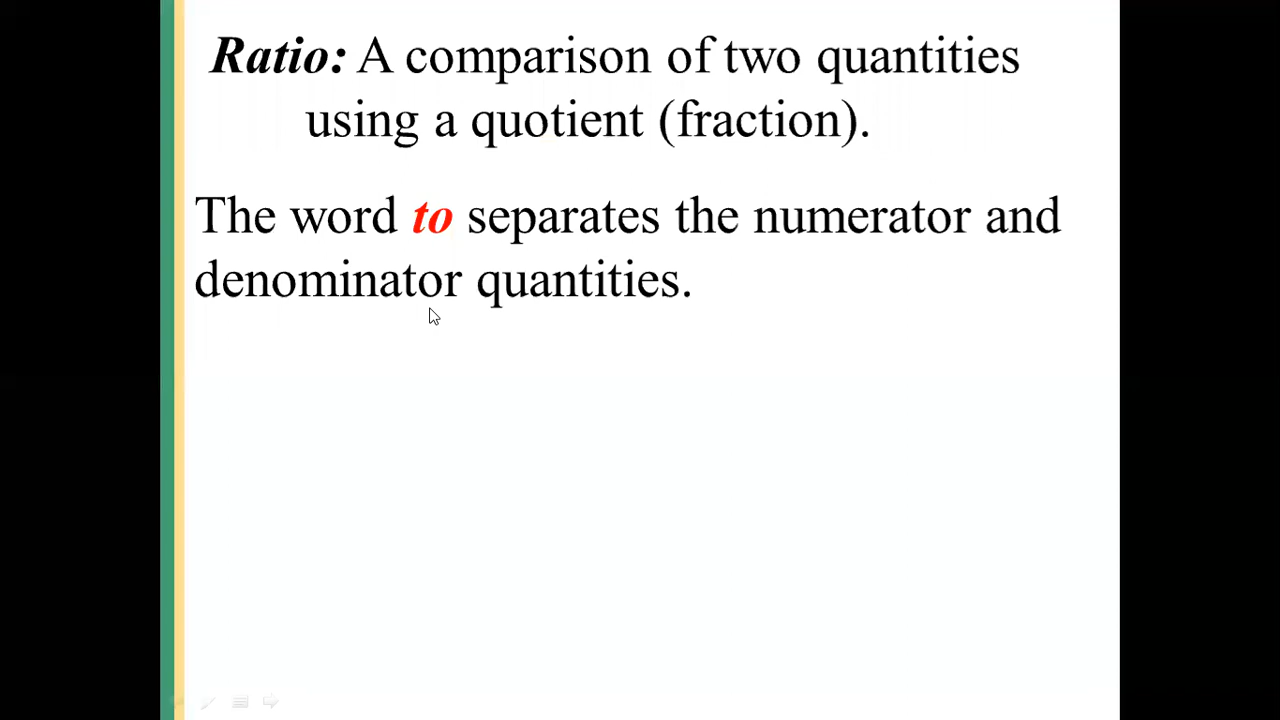 Ratio: A comparison of two quantities
using a quotient (fraction).
The word to separates the numerator and
denominator quantities.